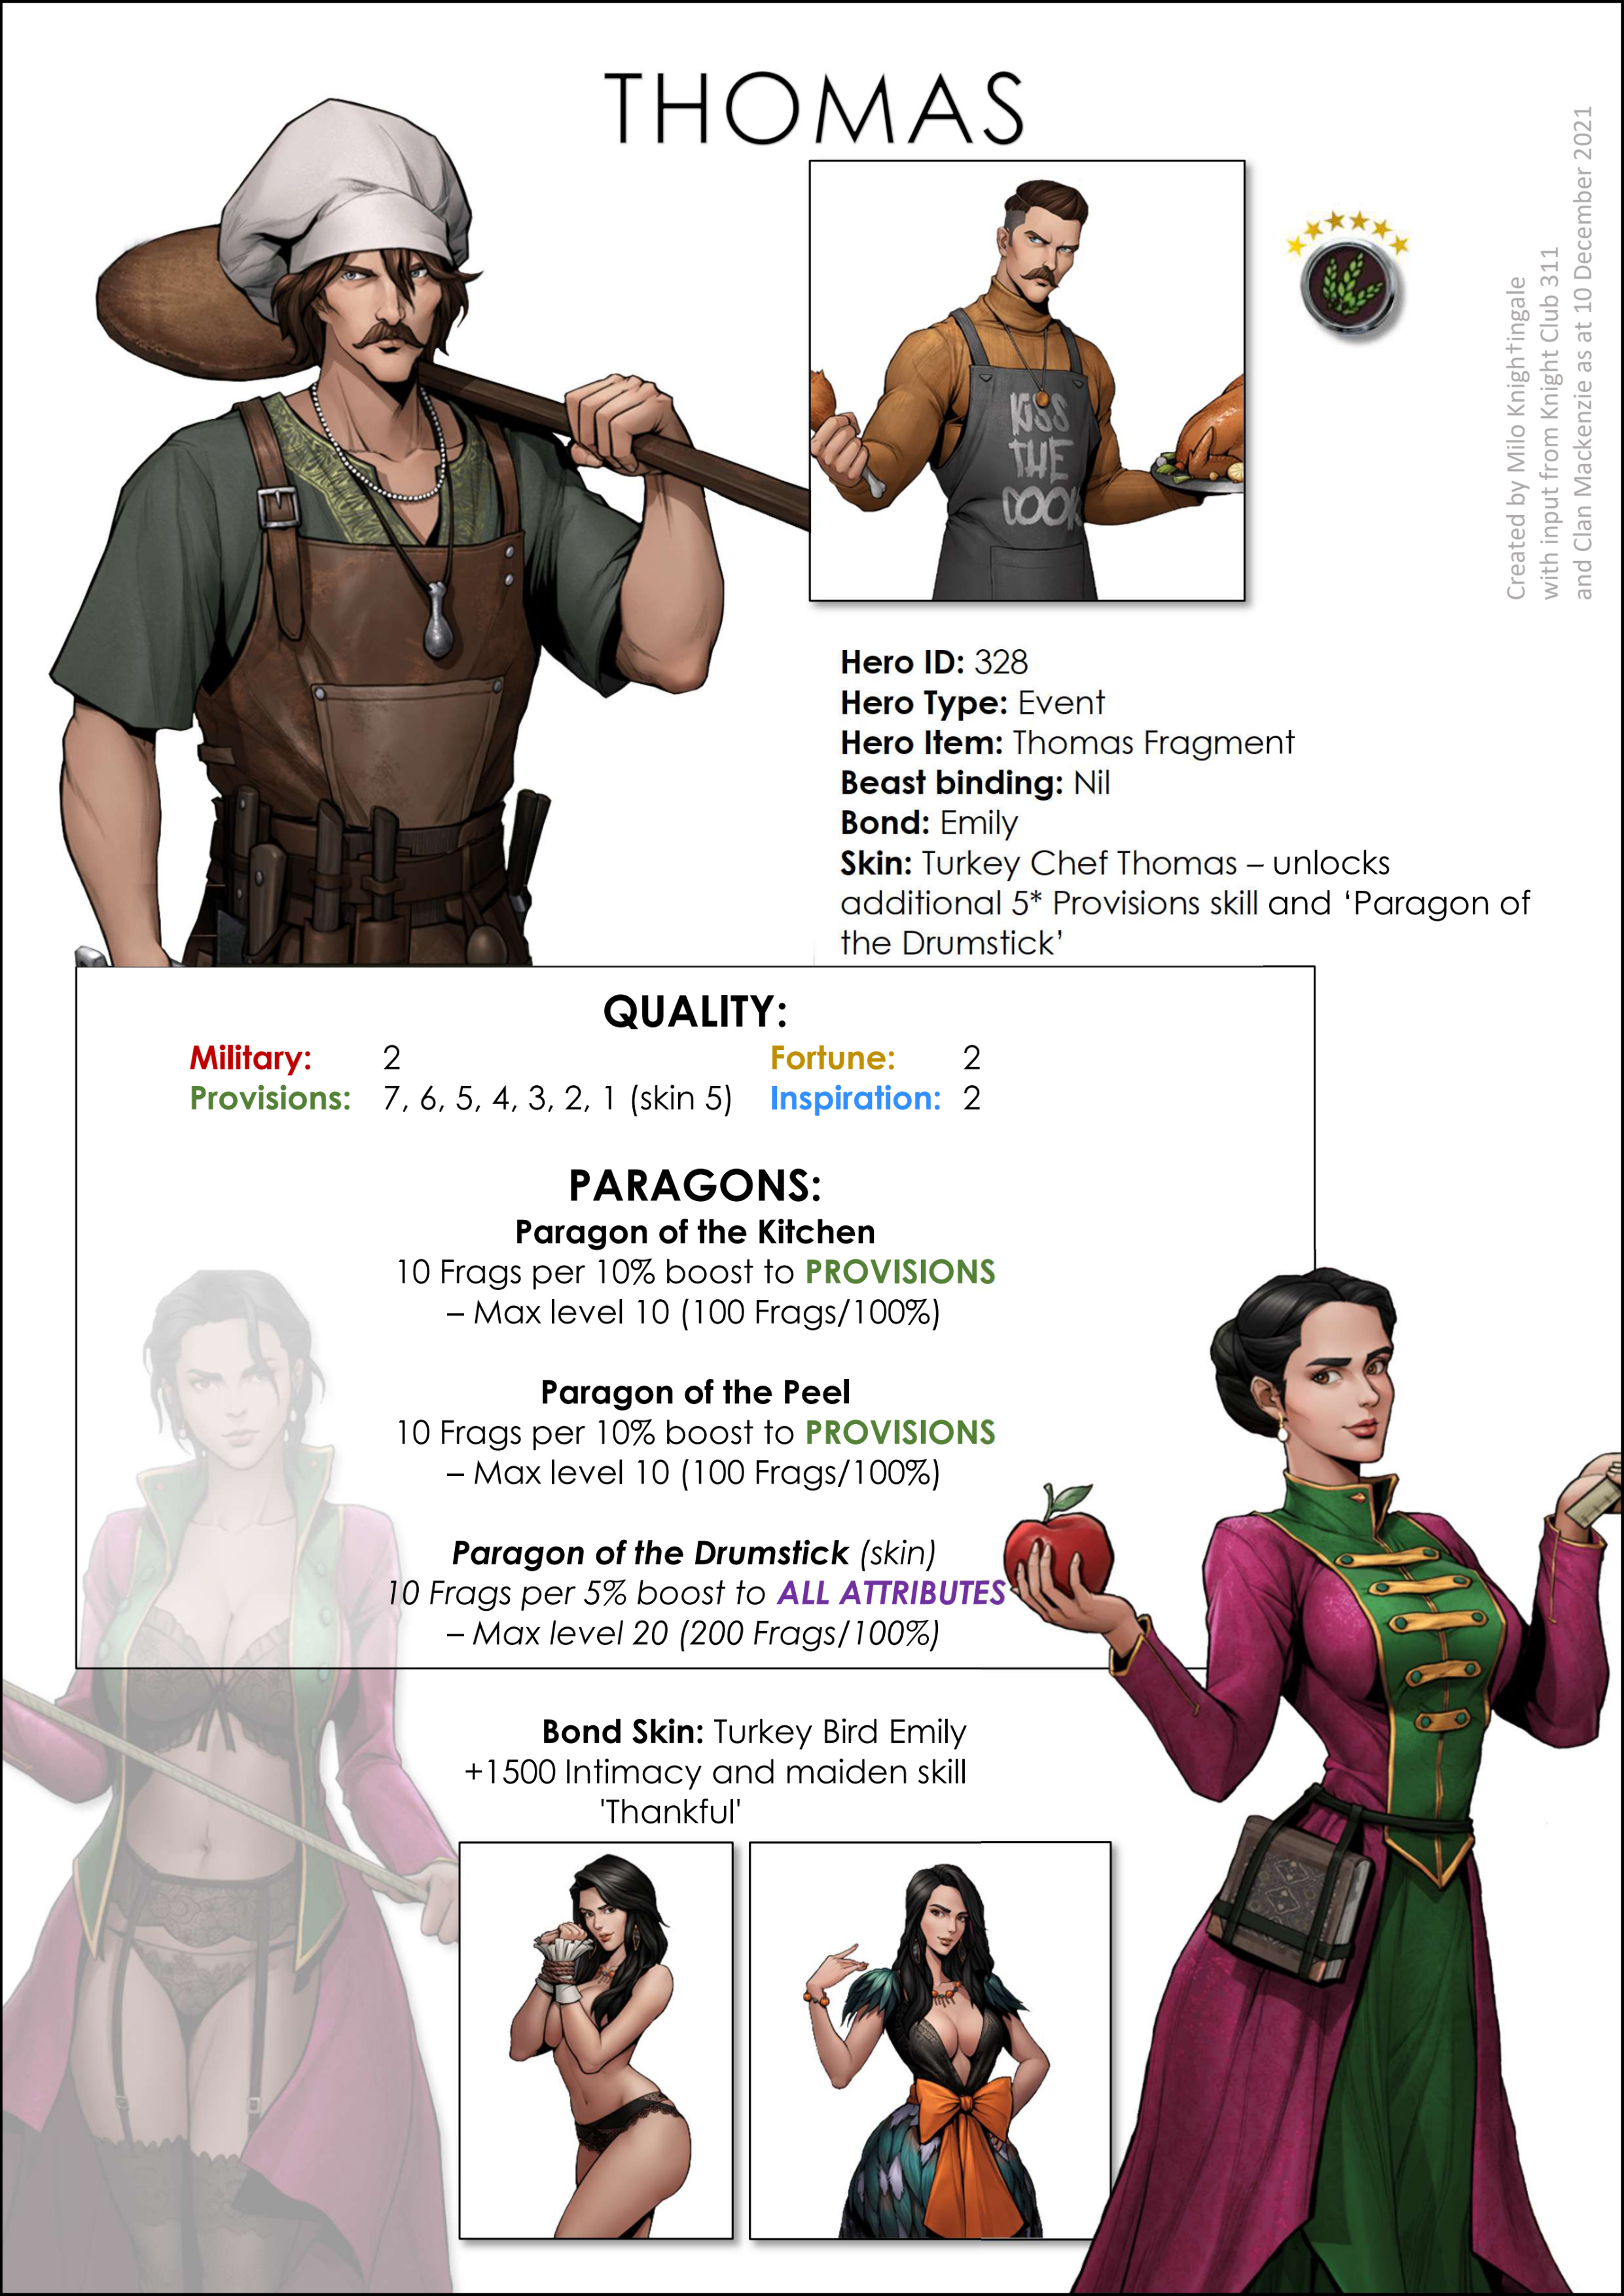 THOMAS
KISS
THE
COOK
Created by Milo Knigh†ingale
with input from Knight Club 311
and Clan Mackenzie as at 10 December 2021
Hero ID: 328
Hero Type: Event
Hero Item: Thomas Fragment
Beast binding: Nil
Bond: Emily
Skin: Turkey Chef Thomas – unlocks
additional 5* Provisions skill and ‘Paragon of
the Drumstick’
QUALITY:
Military: 2 Fortune: 2
Provisions: 7, 6, 5, 4, 3, 2, 1 (skin 5) Inspiration: 2
PARAGONS:
Paragon of the Kitchen
10 Frags per 10% boost to PROVISIONS
– Max level 10 (100 Frags/100%)
Paragon of the Peel
10 Frags per 10% boost to PROVISIONS
– Max level 10 (100 Frags/100%)
Paragon of the Drumstick (skin)
10 Frags per 5% boost to ALL ATTRIBUTES
– Max level 20 (200 Frags/100%)
Bond Skin: Turkey Bird Emily
+1500 Intimacy and maiden skill
'Thankful'